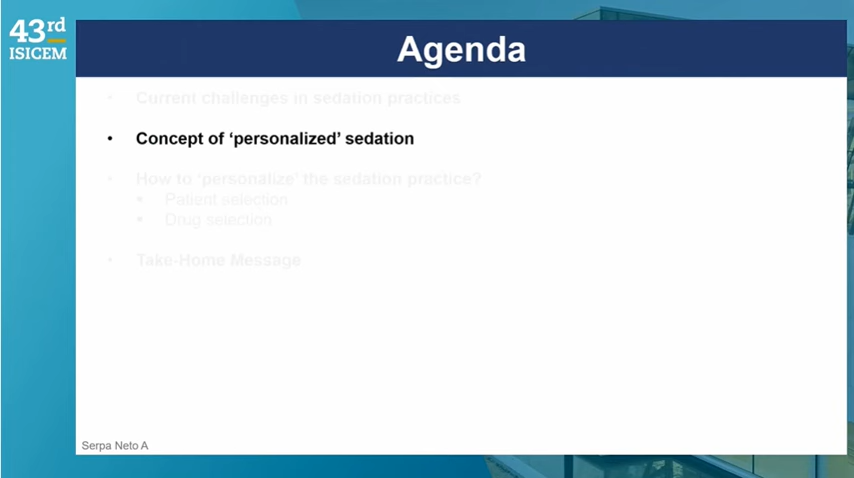 43rd
ISICEM
Agenda
• Current challenges in sedation practices
• Concept of ‘personalized’ sedation
• How to ‘personalize’ the sedation practice?
▪ Patient selection
▪ Drug selection
• Take-Home Message
Serpa Neto A